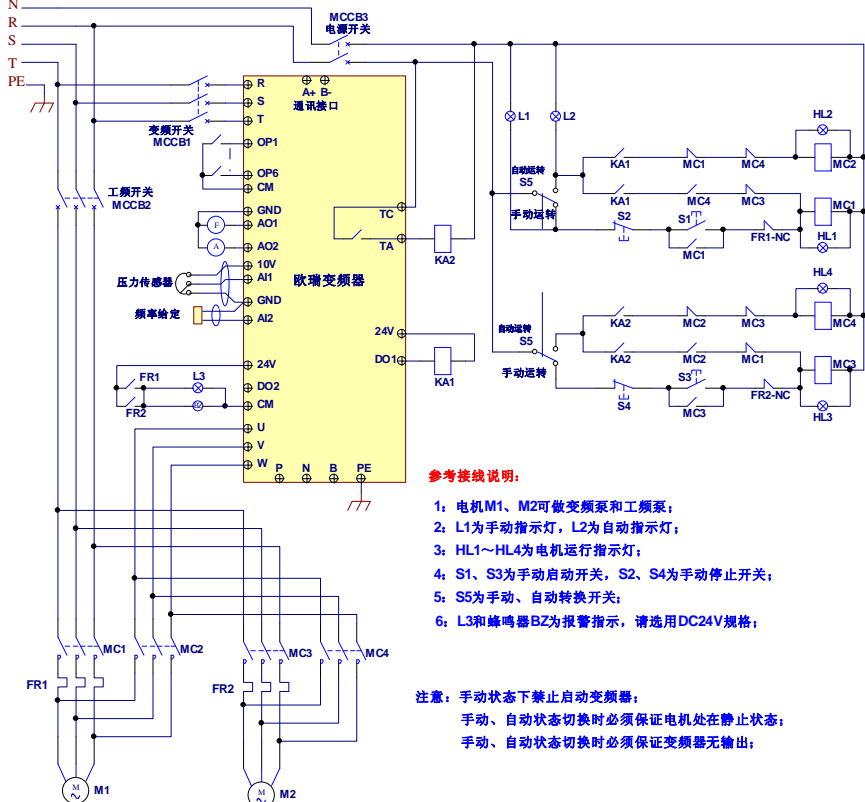 N
R
S
T
PE
MCCB3
电源开关
变频开关
MCCB1
工频开关
MCCB2
R
S
T
A+ B-
通讯接口
OP1
OP6
CM
GND
AO1
AO2
10V
AI1
GND
AI2
F
A
压力传感器
频率给定
欧瑞变频器
TC
TA
KA2
24V
DO1
KA1
24V
DO2
CM
FR1
L3
FR2
U
V
W
P N B PE
L1
L2
自动运转
S5
手动运转
KA1
MC1
MC4
HL2
MC2
KA1
MC4
MC3
MC1
S2
S1
MC1
FR1-NC
HL1
自动运转
S5
手动运转
KA2
MC2
MC3
HL4
MC4
KA2
MC2
MC1
MC3
S4
S3
MC3
FR2-NC
HL3
参考接线说明:
1: 电机M1、M2可做变频泵和工频泵;
2: L1为手动指示灯, L2为自动指示灯;
3: HL1～HL4为电机运行指示灯;
4: S1、S3为手动启动开关, S2、S4为手动停止开关;
5: S5为手动、自动转换开关;
6: L3和蜂鸣器BZ为报警指示, 请选用DC24V规格;
注意: 手动状态下禁止启动变频器;
手动、自动状态切换时必须保证电机处在静止状态;
手动、自动状态切换时必须保证变频器无输出;
MC1
MC2
MC3
MC4
FR1
FR2
M
M1
M
M2